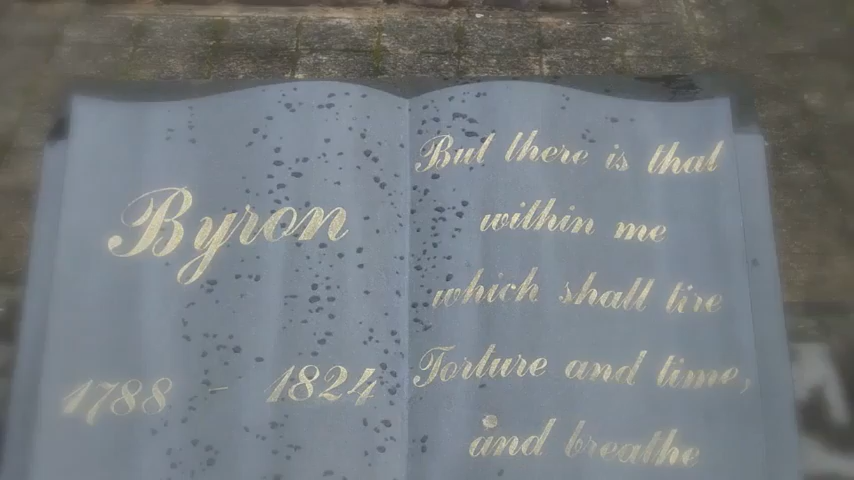 Byron
1788 - 1824
But there is that
within me
which shall tire
Torture and time,
and breathe